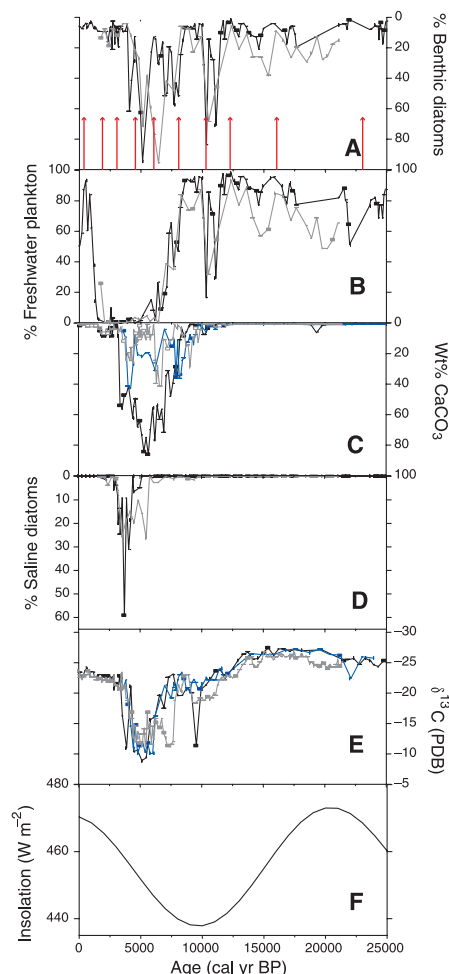 0
20
40
60
80
100
% Benthic diatoms
A
100
80
60
40
20
0
% Freshwater plankton
B
0
20
40
60
80
100
Wt% CaCO3
C
0
10
20
30
40
50
60
% Saline diatoms
D
−30
−25
−20
−15
−10
−5
δ13C (PDB)
E
480
460
440
Insolation (W m−2)
F
0 5000 10000 15000 20000 25000
Age (cal yr BP)